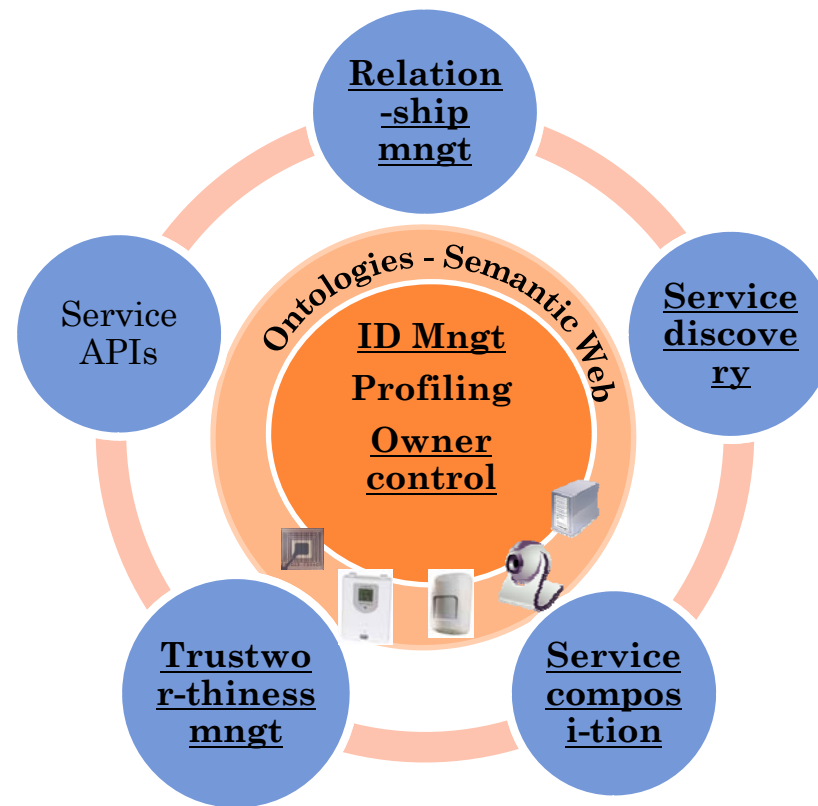 Relation
-ship
mngt
Ontologies - Semantic Web
Service
APIs
ID Mngt
Profiling
Owner
control
Service
discove
ry
Trustwo
r-thiness
mngt
Service
compos
i-tion